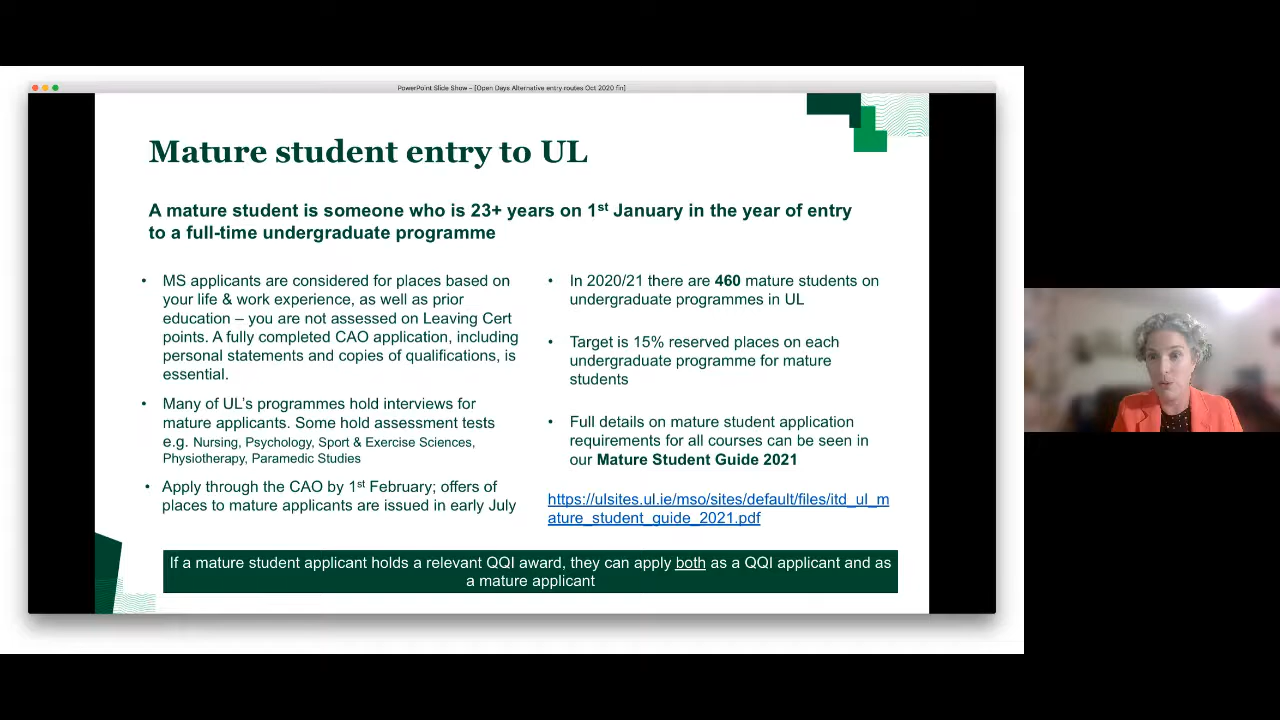 PowerPoint Slide Show – [Open Days Alternative entry routes Oct 2020 fin]
Mature student entry to UL
A mature student is someone who is 23+ years on 1st January in the year of entry
to a full-time undergraduate programme
• MS applicants are considered for places based on
your life & work experience, as well as prior
education – you are not assessed on Leaving Cert
points. A fully completed CAO application, including
personal statements and copies of qualifications, is
essential.
• Many of UL's programmes hold interviews for
mature applicants. Some hold assessment tests
e.g. Nursing, Psychology, Sport & Exercise Sciences,
Physiotherapy, Paramedic Studies
• Apply through the CAO by 1st February; offers of
places to mature applicants are issued in early July
• In 2020/21 there are 460 mature students on
undergraduate programmes in UL
• Target is 15% reserved places on each
undergraduate programme for mature
students
• Full details on mature student application
requirements for all courses can be seen in
our Mature Student Guide 2021
https://ulsites.ul.ie/mso/sites/default/files/itd_ul_m
ature_student_guide_2021.pdf
If a mature student applicant holds a relevant QQI award, they can apply both as a QQI applicant and as
a mature applicant